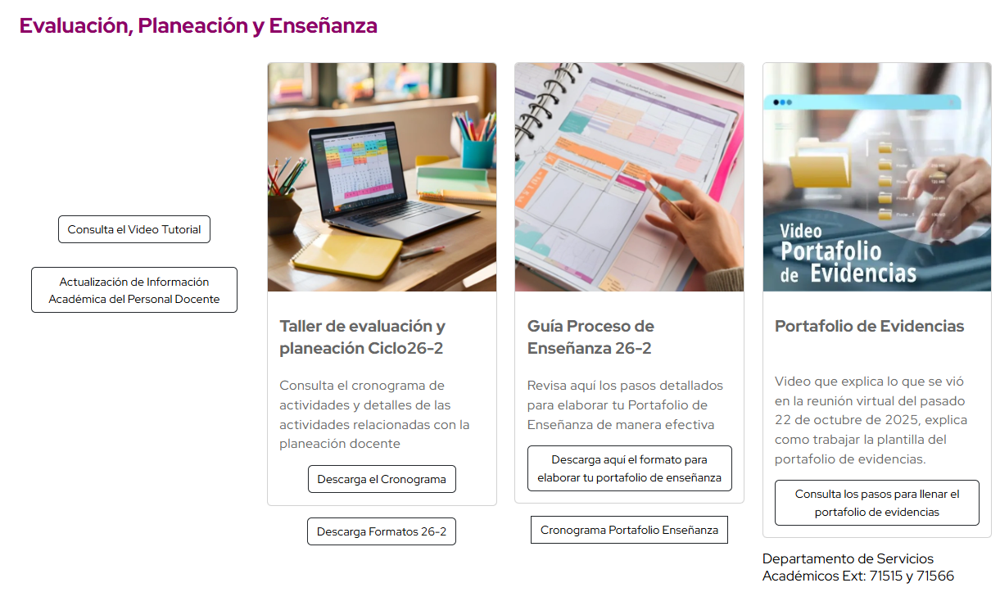 Evaluación, Planeación y Enseñanza
Consulta el Video Tutorial
Actualización de Información
Académica del Personal Docente
Taller de evaluación y
planeación Ciclo26-2
Consulta el cronograma de
actividades y detalles de las
actividades relacionadas con la
planeación docente
Descarga el Cronograma
Descarga Formatos 26-2
Guía Proceso de
Enseñanza 26-2
Revisa aquí los pasos detallados
para elaborar tu Portafolio de
Enseñanza de manera efectiva
Descarga aquí el formato para
elaborar tu portafolio de enseñanza
Cronograma Portafolio Enseñanza
Video
Portafolio
de Evidencias
Portafolio de Evidencias
Video que explica lo que se vió
en la reunión virtual del pasado
22 de octubre de 2025, explica
como trabajar la plantilla del
portafolio de evidencias.
Consulta los pasos para llenar el
portafolio de evidencias
Departamento de Servicios
Académicos Ext: 71515 y 71566